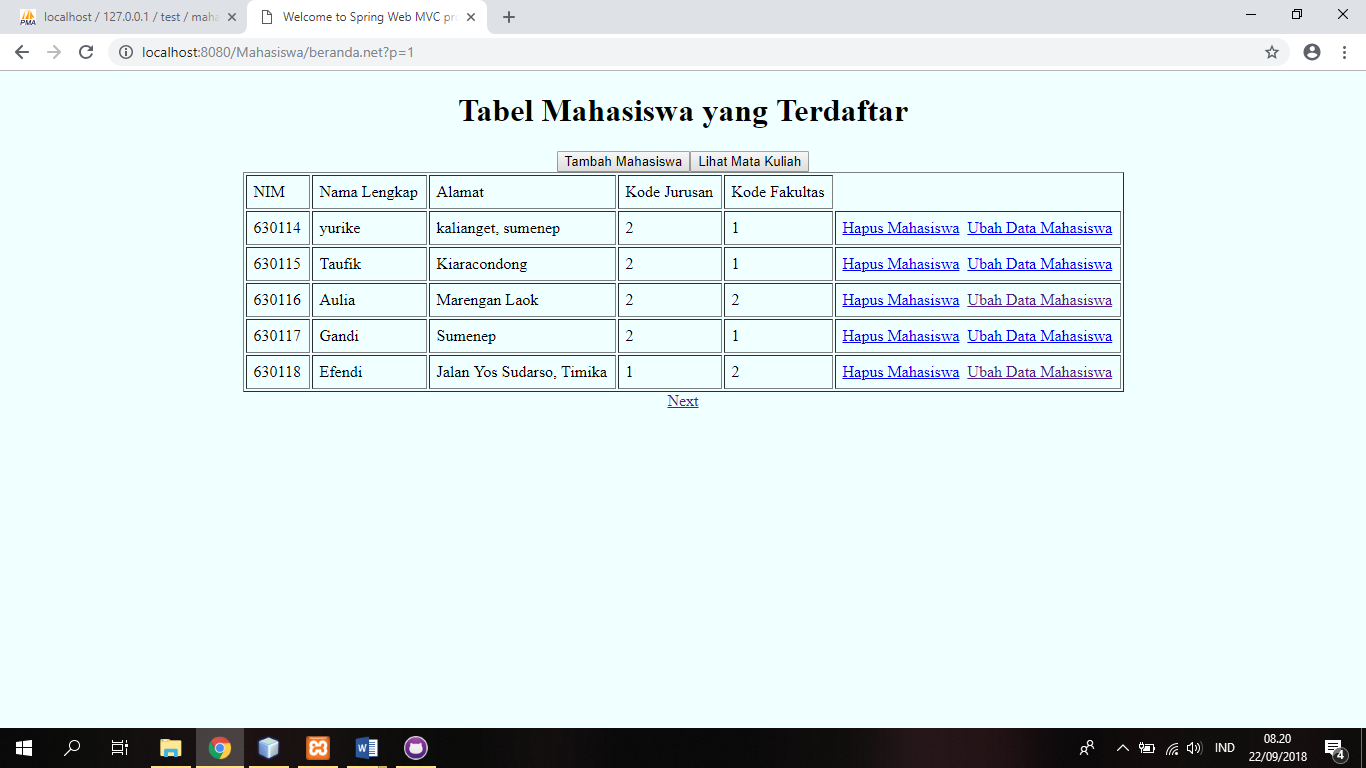 localhost / 127.0.0.1 / test / maha
Welcome to Spring Web MVC pro
localhost:8080/Mahasiswa/beranda.net?p=1
Tabel Mahasiswa yang Terdaftar
Tambah Mahasiswa Lihat Mata Kuliah
NIM Nama Lengkap Alamat Kode Jurusan Kode Fakultas
630114 yurike kalianget, sumenep 2 1 Hapus Mahasiswa Ubah Data Mahasiswa
630115 Taufik Kiaracondong 2 1 Hapus Mahasiswa Ubah Data Mahasiswa
630116 Aulia Marengan Laok 2 2 Hapus Mahasiswa Ubah Data Mahasiswa
630117 Gandi Sumenep 2 1 Hapus Mahasiswa Ubah Data Mahasiswa
630118 Efendi Jalan Yos Sudarso, Timika 1 2 Hapus Mahasiswa Ubah Data Mahasiswa
Next
IND
08.20
22/09/2018
4
PMA
W